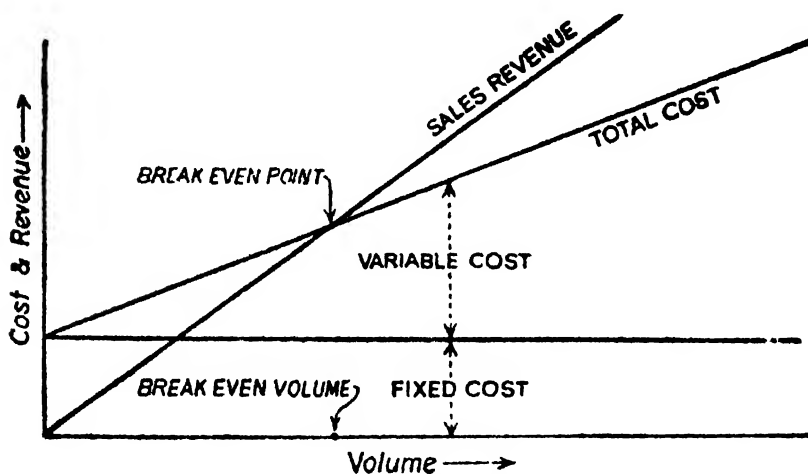 SALES REVENUE
TOTAL COST
BREAK EVEN POINT
VARIABLE COST
Cost & Revenue
BREAK EVEN VOLUME
FIXED COST
Volume